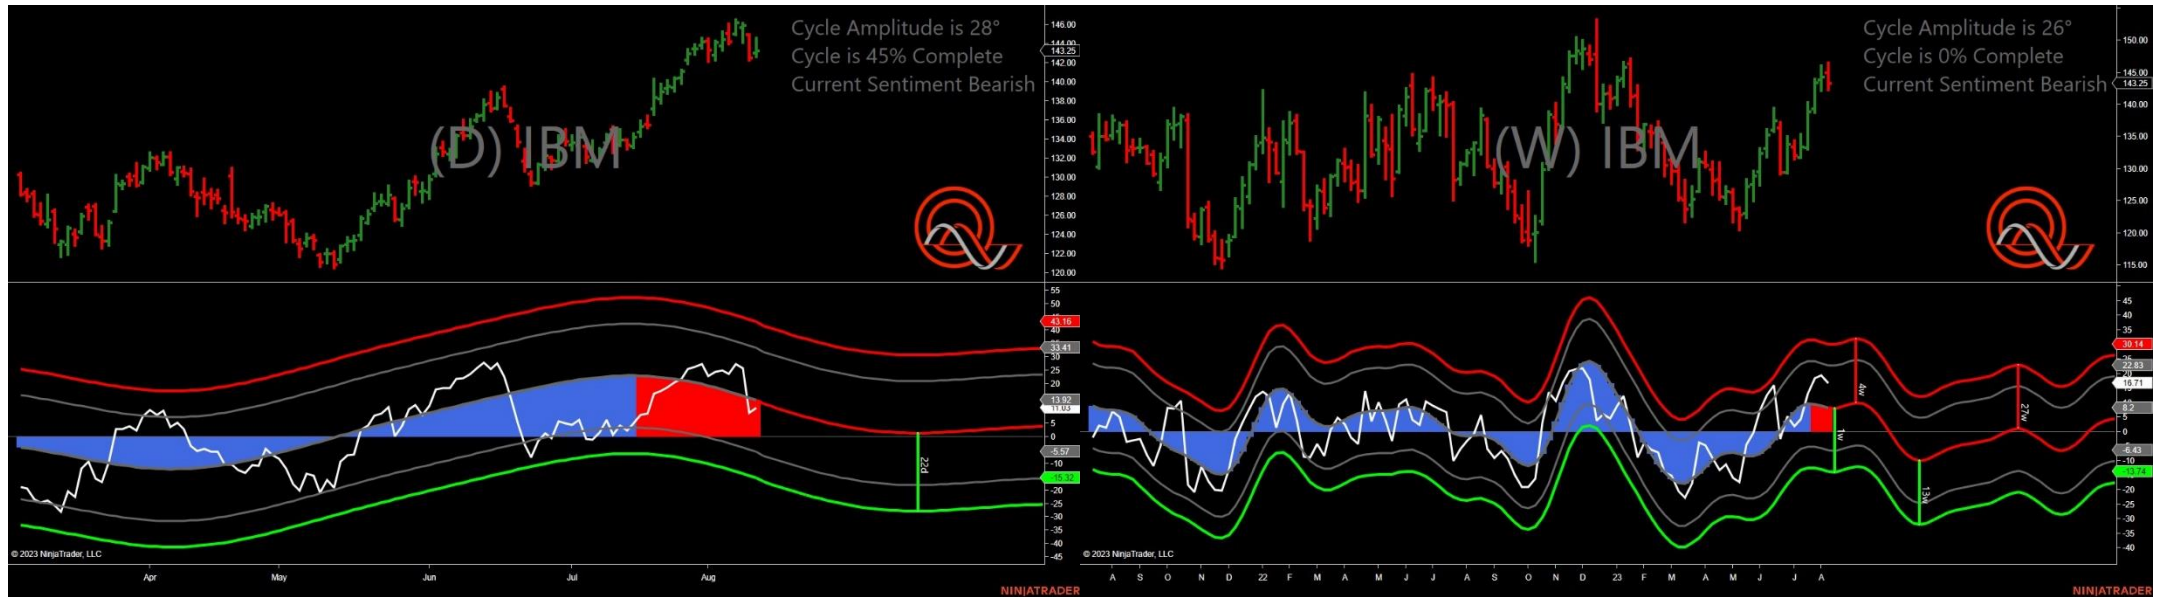 Cycle Amplitude is 28°
Cycle is 45% Complete
Current Sentiment Bearish
(D) IBM
146.00
144.00
143.25
142.00
140.00
138.00
136.00
134.00
132.00
130.00
128.00
126.00
124.00
122.00
120.00
55
50
43.16
40
33.41
30
25
20
13.92
11.03
5
0
-5.57
-10
-15.32
-20
-25
-30
-35
-40
-45
22d
© 2023 NinjaTrader, LLC
Apr
May
Jun
Jul
Aug
NINJATRADER
Cycle Amplitude is 26°
Cycle is 0% Complete
Current Sentiment Bearish
(W) IBM
150.00
145.00
143.25
140.00
135.00
130.00
125.00
120.00
115.00
45
40
35
30.14
25
22.83
20
16.71
10
8.2
5
0
-6.43
-10
-13.74
-20
-25
-30
-35
-40
4w
1w
13w
27w
© 2023 NinjaTrader, LLC
A S O N D 22 F M A M J J A S O N D 23 F M A M J J A
NINJATRADER